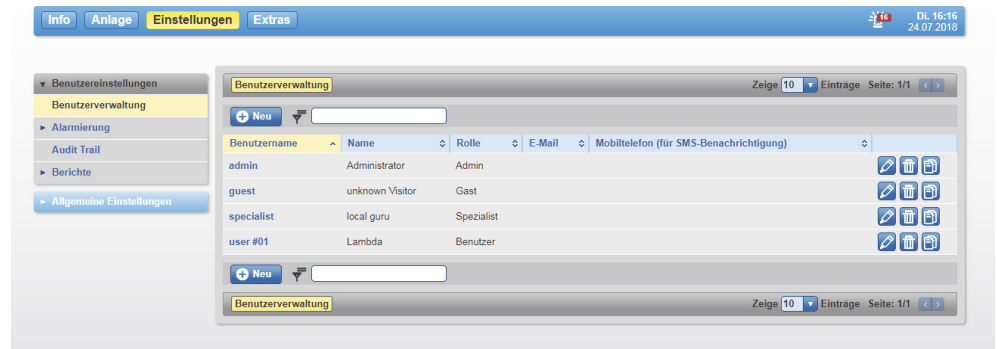 Info Anlage Einstellungen Extras 16 Di. 16:16
24.07.2018
Benutzereinstellungen
Benutzerverwaltung
Alarmierung
Audit Trail
Berichte
Allgemeine Einstellungen
Benutzerverwaltung Zeige 10 Einträge Seite: 1/1
Neu
Benutzername Name Rolle E-Mail Mobiltelefon (für SMS-Benachrichtigung)
admin Administrator Admin
guest unknown Visitor Gast
specialist local guru Spezialist
user #01 Lambda Benutzer
Neu
Benutzerverwaltung Zeige 10 Einträge Seite: 1/1